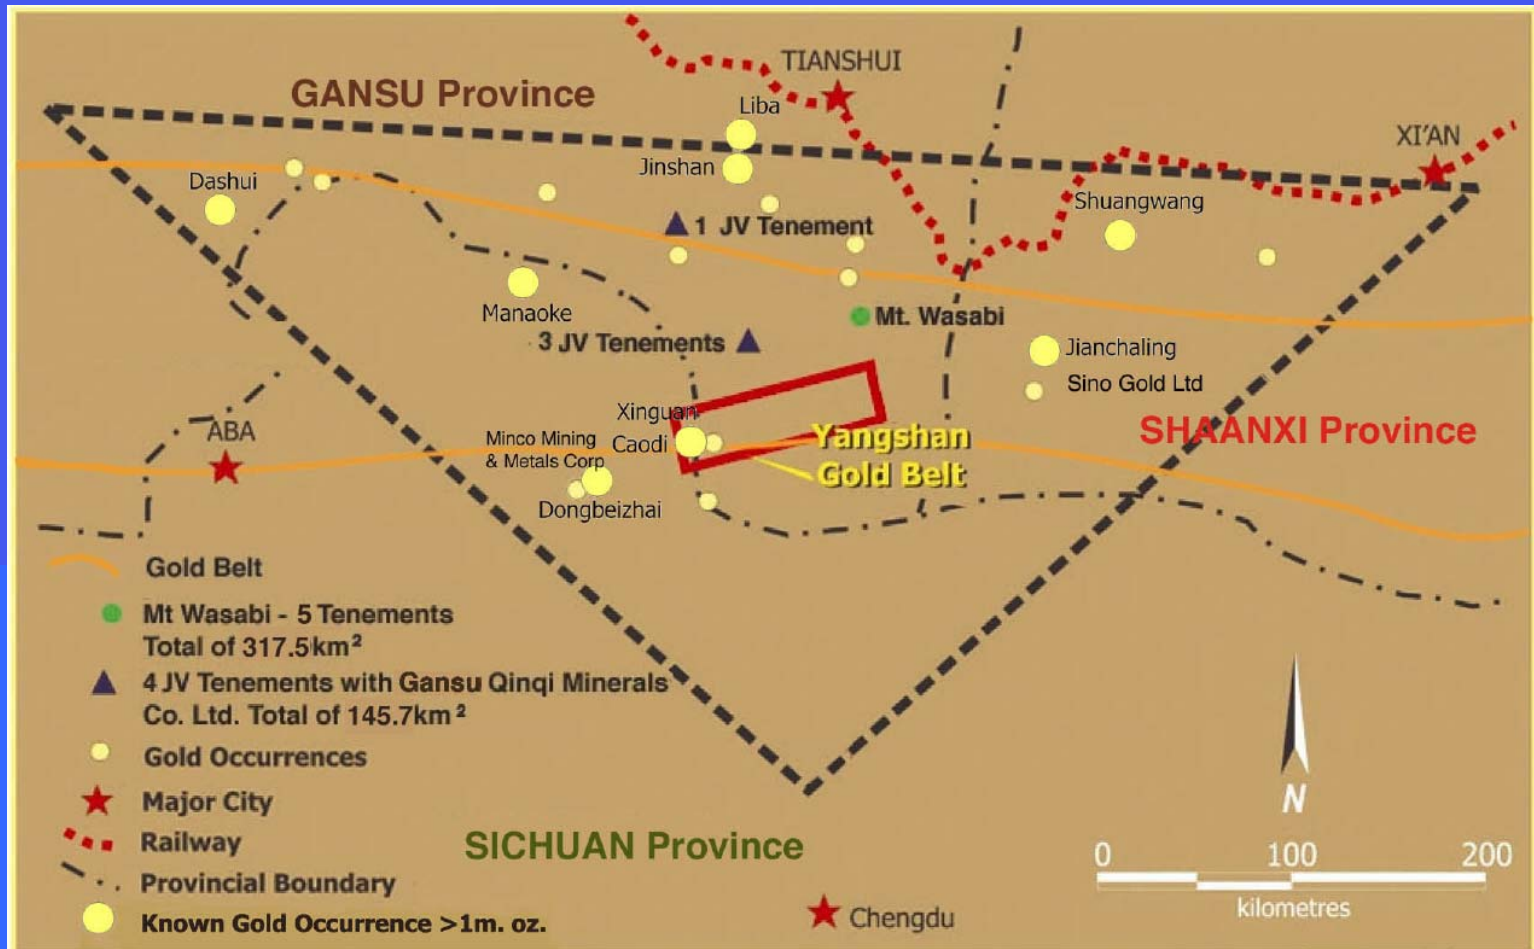 TIANSHUI
GANSU Province
Liba
XI'AN
Jinshan
Dashui
Shuangwang
1 JV Tenement
Manaoke
Mt. Wasabi
3 JV Tenements
Jianchaling
Sino Gold Ltd
Xinguan
ABA
SHAANXI Province
Minco Mining
& Metals Corp
Caodi
Yangshan
Gold Belt
Dongbeizhai
Gold Belt
Mt Wasabi - 5 Tenements
Total of 317.5km²
4 JV Tenements with Gansu Qinqi Minerals
Co. Ltd. Total of 145.7km²
Gold Occurrences
Major City
Railway
Provincial Boundary
Known Gold Occurrence >1m. oz.
SICHUAN Province
Chengdu
N
0 100 200
kilometres